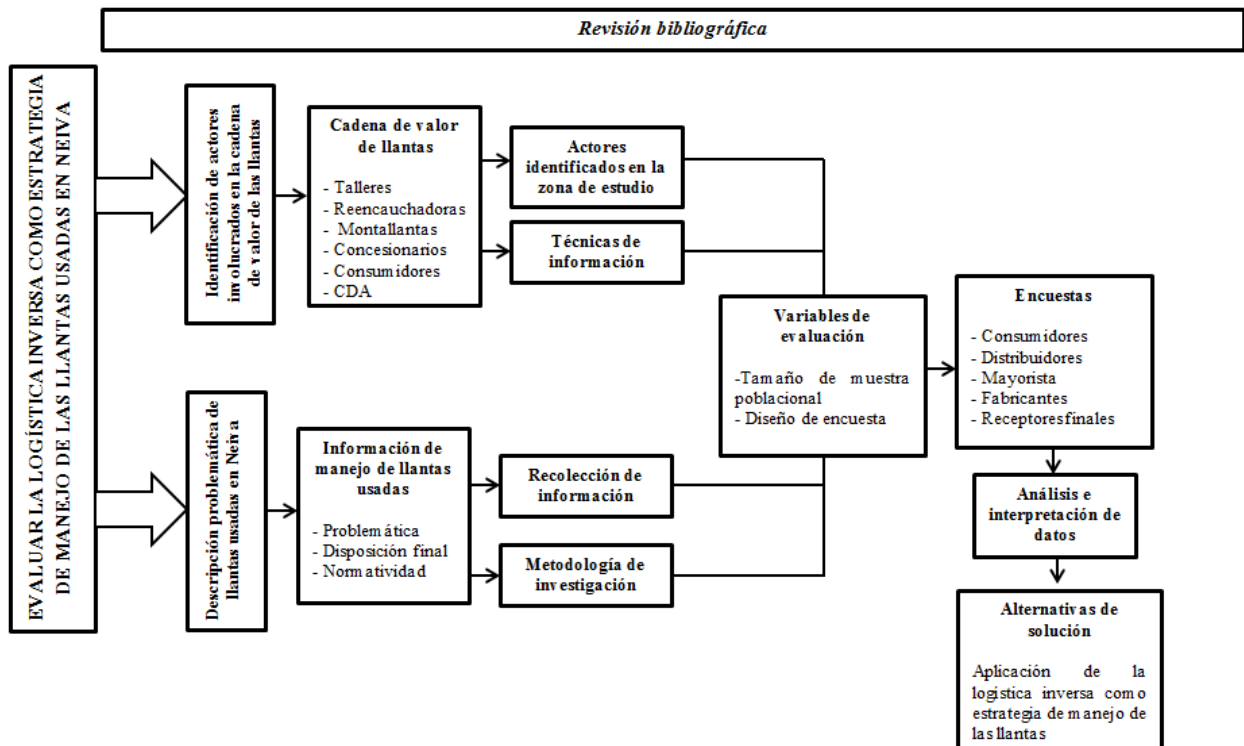 Revisión bibliográfica
EVALUAR LA LOGÍSTICA INVERSA COMO ESTRATEGIA
DE MANEJO DE LAS LLANTAS USADAS EN NEIVA
Identificación de actores
involucrados en la cadena
de valor de las llantas
Cadena de valor
de llantas
- Talleres
- Reencauchadoras
- Montallantas
- Concesionarios
- Consumidores
- CDA
Actores
identificados en la
zona de estudio
Técnicas de
información
Descripción problemática de
llantas usadas en Neiva
Información de
manejo de llantas
usadas
- Problemática
- Disposición final
- Normatividad
Recolección de
información
Metodología de
investigación
Variables de
evaluación
-Tamaño de muestra
poblacional
- Diseño de encuesta
Encuestas
- Consumidores
- Distribuidores
- Mayorista
- Fabricantes
- Receptores finales
Análisis e
interpretación de
datos
Alternativas de
solución
Aplicación de la
logística inversa como
estrategia de manejo de
las llantas